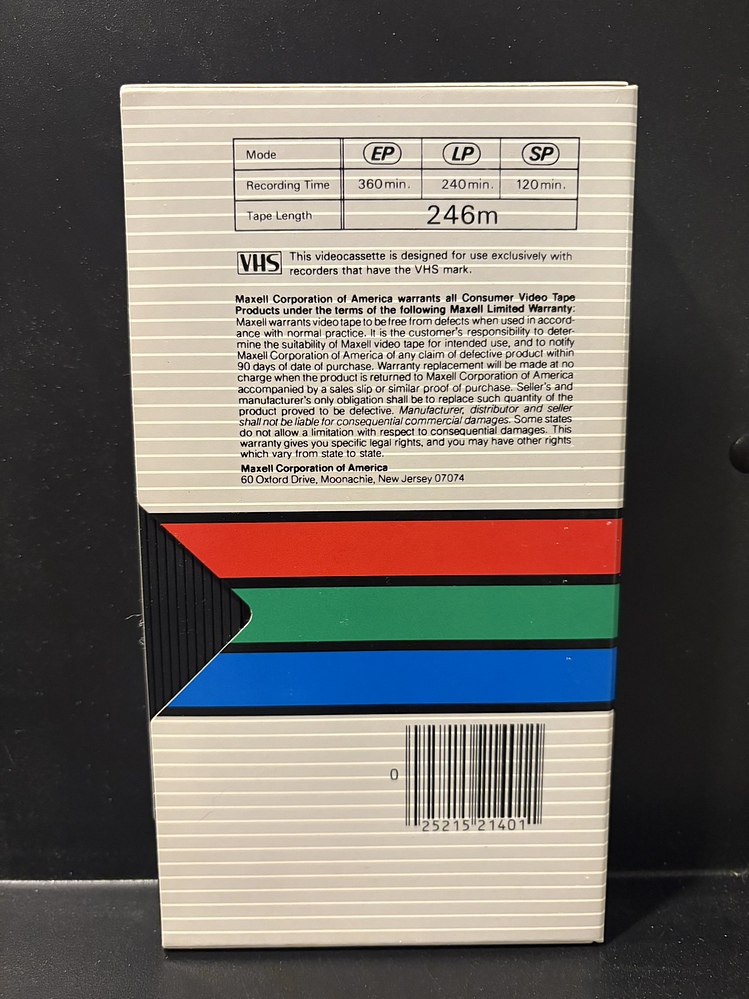 Mode EP LP SP
Recording Time 360min. 240min. 120min.
Tape Length 246m
VHS This videocassette is designed for use exclusively with
recorders that have the VHS mark.
Maxell Corporation of America warrants all Consumer Video Tape
Products under the terms of the following Maxell Limited Warranty:
Maxell warrants video tape to be free from defects when used in accord-
ance with normal practice. It is the customer's responsibility to deter-
mine the suitability of Maxell video tape for intended use, and to notify
Maxell Corporation of America of any claim of defective product within
90 days of date of purchase. Warranty replacement will be made at no
charge when the product is returned to Maxell Corporation of America
accompanied by a sales slip or similar proof of purchase. Seller's and
manufacturer's only obligation shall be to replace such quantity of the
product proved to be defective. Manufacturer, distributor and seller
shall not be liable for consequential commercial damages. Some states
do not allow a limitation with respect to consequential damages. This
warranty gives you specific legal rights, and you may have other rights
which vary from state to state.
Maxell Corporation of America
60 Oxford Drive, Moonachie, New Jersey 07074
0
25215 21401